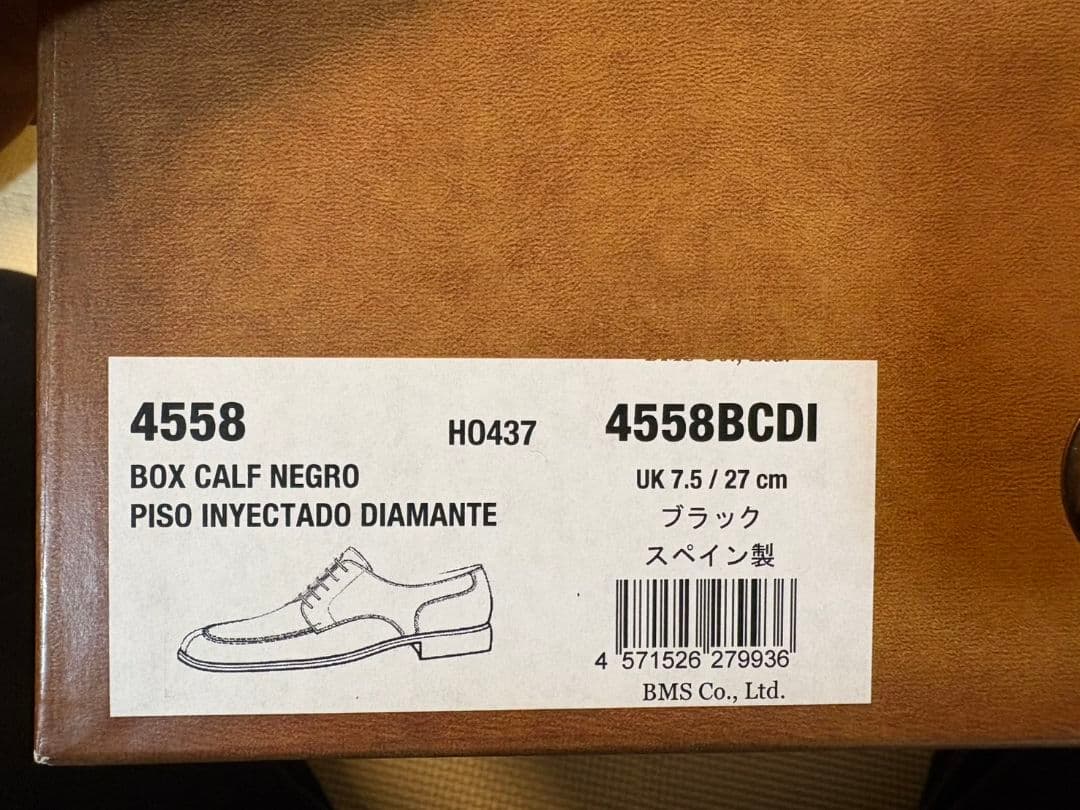 4558
HO437
BOX CALF NEGRO
PISO INYECTADO DIAMANTE
4558BCDI
UK 7.5 / 27 cm
ブラック
スペイン製
4 571526 279936
BMS Co., Ltd.